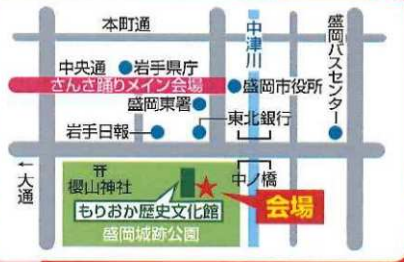 本町通
中津川
盛岡バスセンター
中央通
岩手県庁
さんさ踊りメイン会場
盛岡市役所
盛岡東署
東北銀行
岩手日報
←大通
櫻山神社
中ノ橋
会場
もりおか歴史文化館
盛岡城跡公園